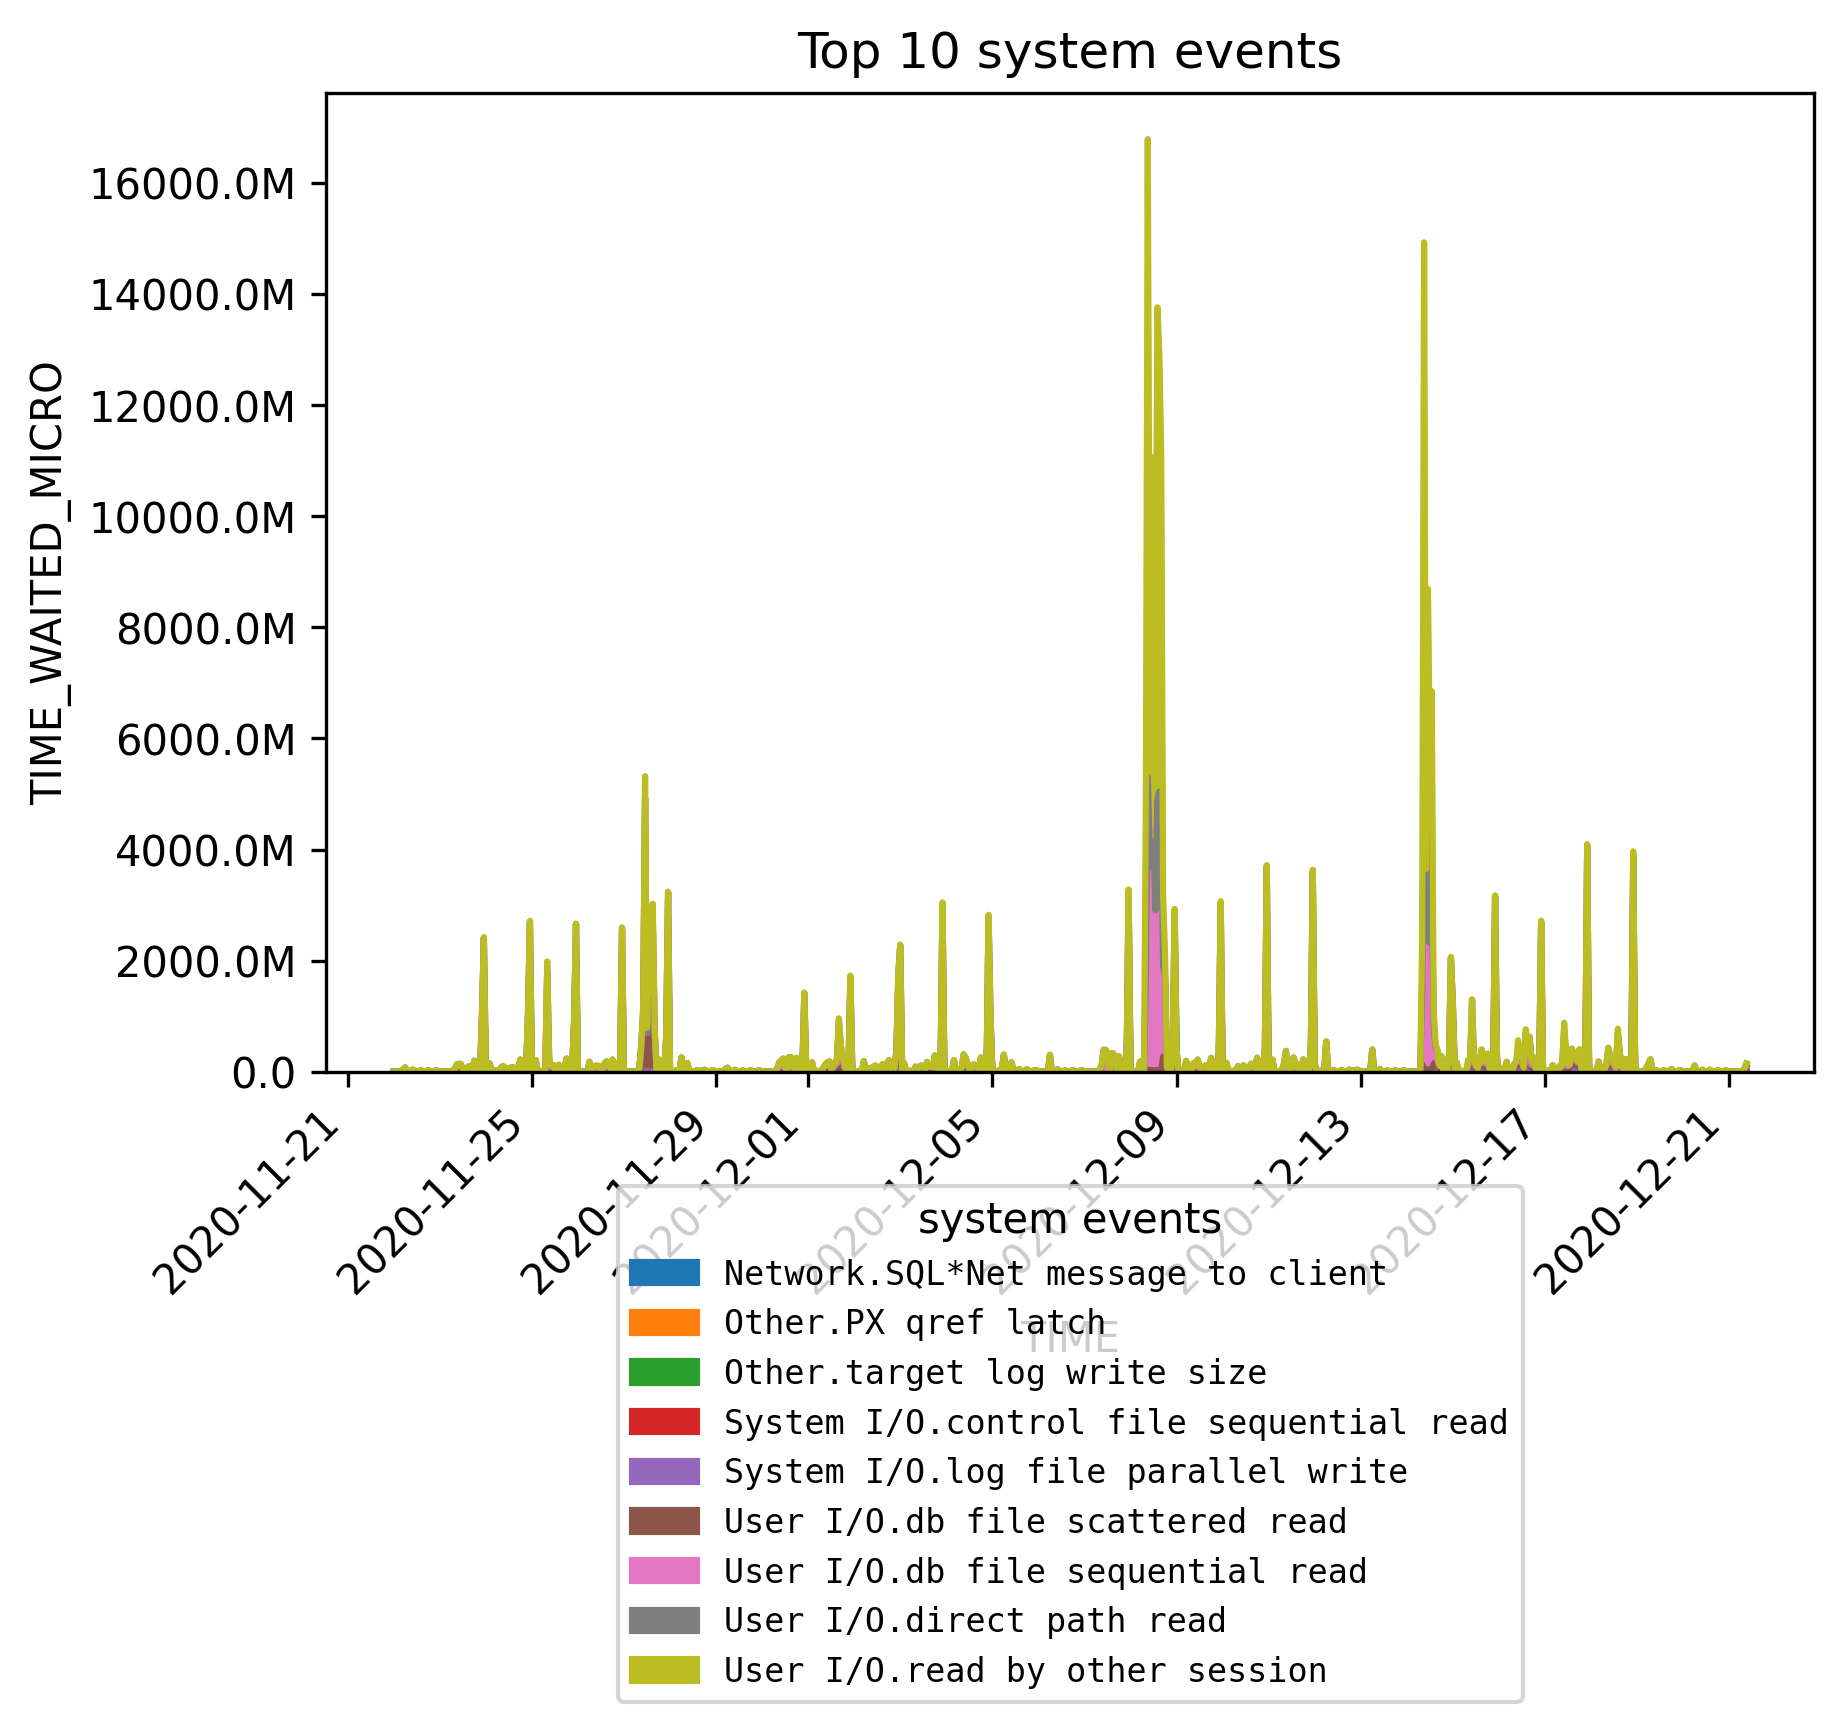 Top 10 system events
TIME_WAITED_MICRO
16000.0M
14000.0M
12000.0M
10000.0M
8000.0M
6000.0M
4000.0M
2000.0M
0.0
2020-11-21
2020-11-25
2020-11-29
2020-12-01
2020-12-05
2020-12-09
2020-12-13
2020-12-17
2020-12-21
TIME
system events
Network.SQL*Net message to client
Other.PX qref latch
Other.target log write size
System I/O.control file sequential read
System I/O.log file parallel write
User I/O.db file scattered read
User I/O.db file sequential read
User I/O.direct path read
User I/O.read by other session